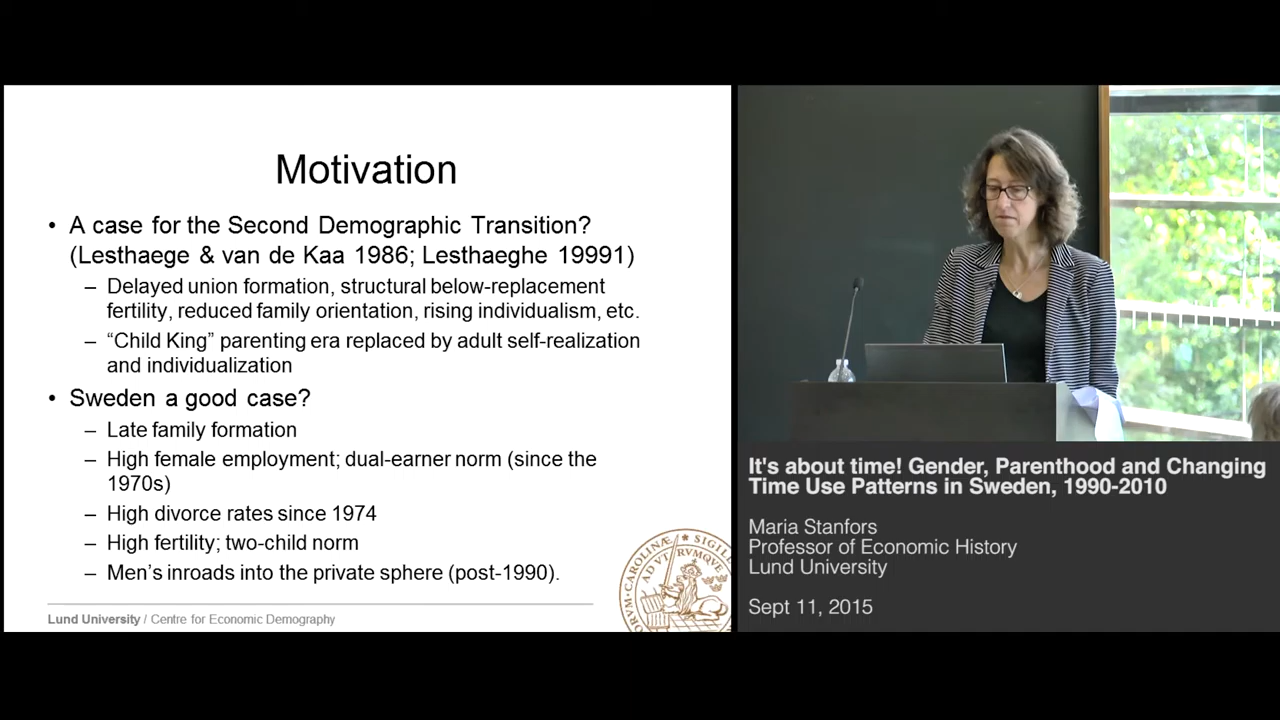 Motivation
• A case for the Second Demographic Transition?
(Lesthaege & van de Kaa 1986; Lesthaeghe 19991)
– Delayed union formation, structural below-replacement
fertility, reduced family orientation, rising individualism, etc.
– “Child King” parenting era replaced by adult self-realization
and individualization
• Sweden a good case?
– Late family formation
– High female employment; dual-earner norm (since the
1970s)
– High divorce rates since 1974
– High fertility; two-child norm
– Men’s inroads into the private sphere (post-1990).
Lund University / Centre for Economic Demography
It's about time! Gender, Parenthood and Changing
Time Use Patterns in Sweden, 1990-2010
Maria Stanfors
Professor of Economic History
Lund University
Sept 11, 2015